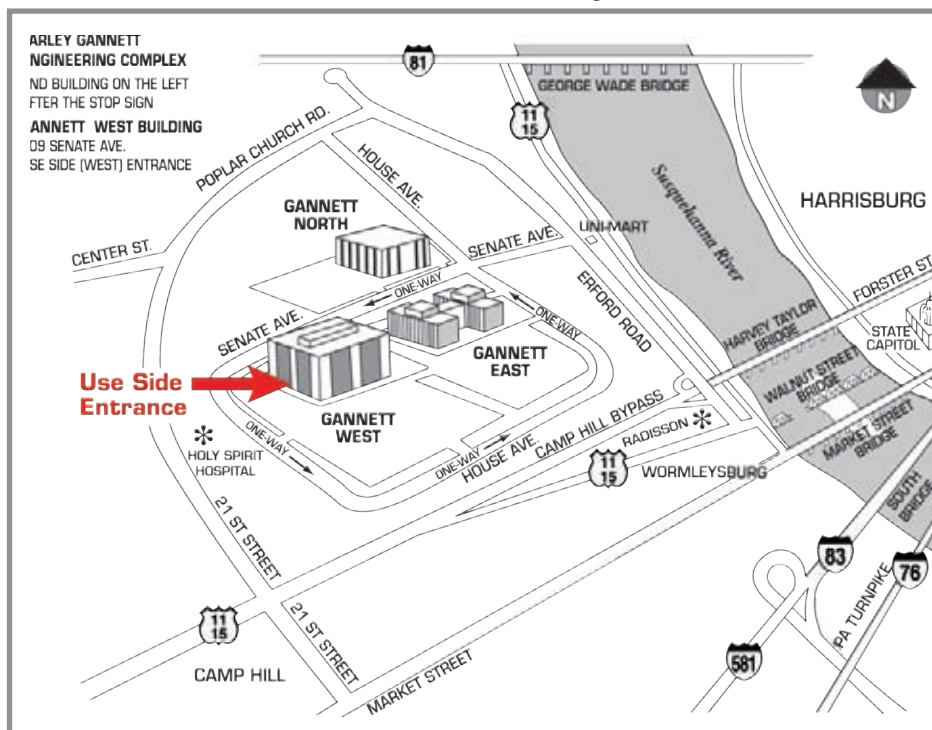 ARLEY GANNETT
NGINEERING COMPLEX
ND BUILDING ON THE LEFT
FTER THE STOP SIGN
ANNETT WEST BUILDING
09 SENATE AVE.
SE SIDE (WEST) ENTRANCE
81
GEORGE WADE BRIDGE
11
15
N
POPLAR CHURCH RD.
HOUSE AVE.
Susquehanna River
HARRISBURG
GANNETT
NORTH
UNI-MART
SENATE AVE.
CENTER ST.
ONE-WAY
ERFORD ROAD
FORSTER ST
SENATE AVE.
ONE-WAY
HARVEY TAYLOR
BRIDGE
STATE
CAPITOL
GANNETT
EAST
WALNUT STREET
BRIDGE
Use Side
Entrance
GANNETT
WEST
CAMP HILL BYPASS
MARKET STREET
BRIDGE
ONE-WAY
HOLY SPIRIT
HOSPITAL
ONE-WAY
HOUSE AVE.
RADISSON
11
15
WORMLEYSBURG
SOUTH
BRIDGE
21 ST STREET
83
76
PA TURNPIKE
11
15
21 ST STREET
581
CAMP HILL
MARKET STREET